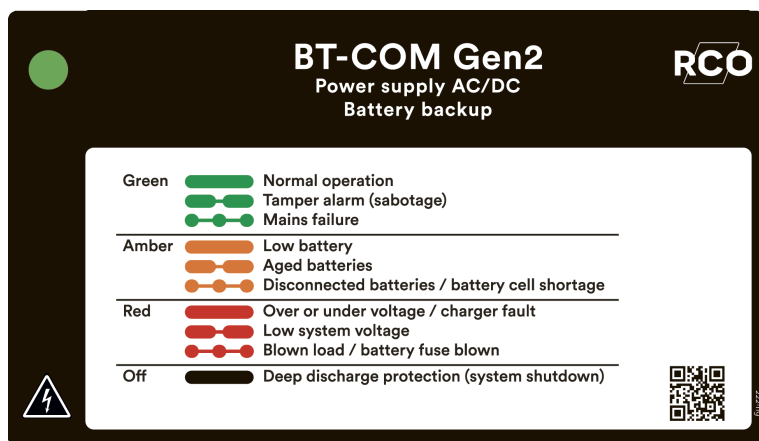 BT-COM Gen2
RCO
Power supply AC/DC
Battery backup
Green Normal operation
Tamper alarm (sabotage)
Mains failure
Amber Low battery
Aged batteries
Disconnected batteries / battery cell shortage
Red Over or under voltage / charger fault
Low system voltage
Blown load / battery fuse blown
Off Deep discharge protection (system shutdown)